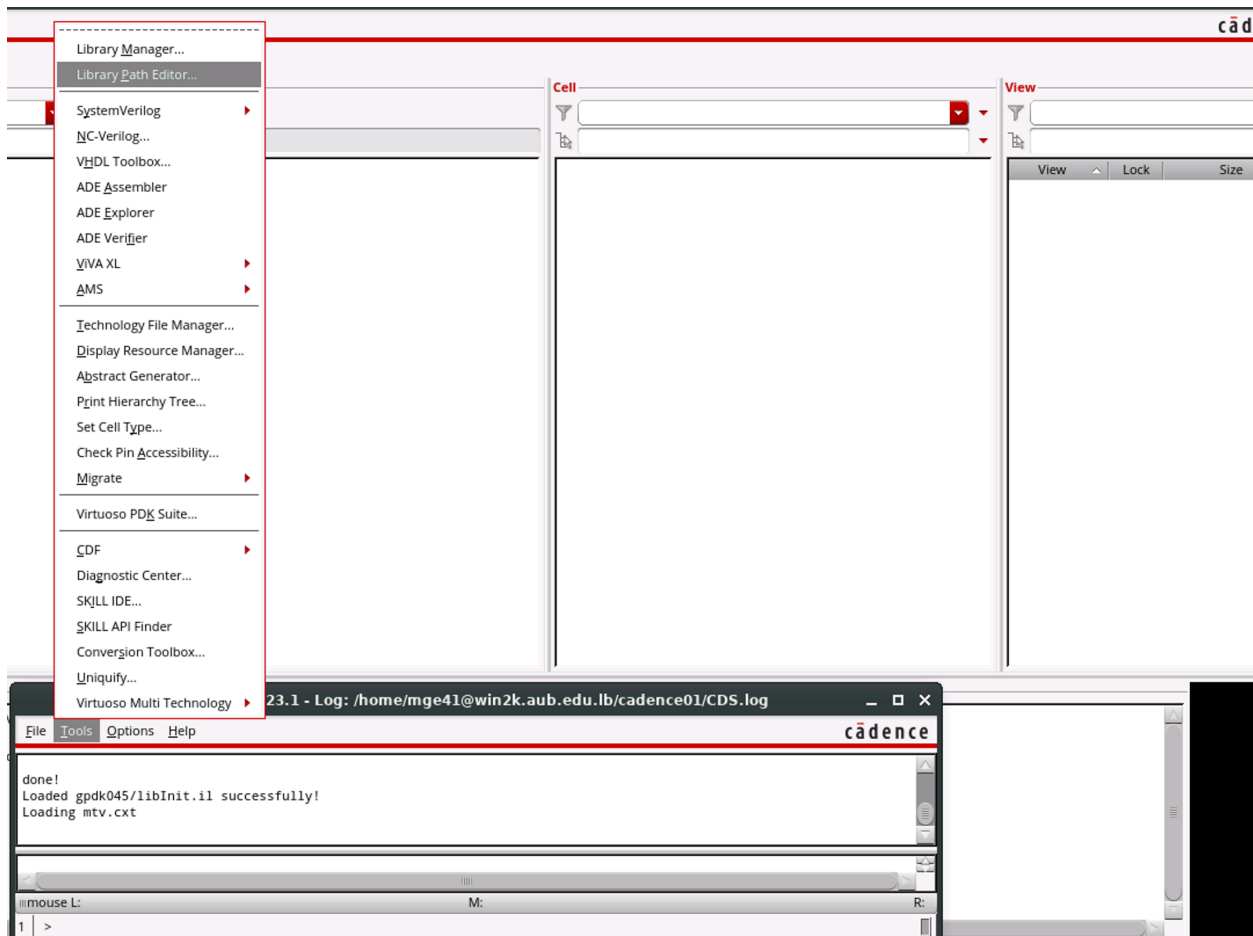 cād
Library Manager...
Library Path Editor...
SystemVerilog
NC-Verilog...
VHDL Toolbox...
ADE Assembler
ADE Explorer
ADE Verifier
ViVA XL
AMS
Technology File Manager...
Display Resource Manager...
Abstract Generator...
Print Hierarchy Tree...
Set Cell Type...
Check Pin Accessibility...
Migrate
Virtuoso PDK Suite...
CDF
Diagnostic Center...
SKILL IDE...
SKILL API Finder
Conversion Toolbox...
Uniquify...
Virtuoso Multi Technology
Cell
View
View Lock Size
23.1 - Log: /home/mge41@win2k.aub.edu.lb/cadence01/CDS.log
File Tools Options Help
cādence
done!
Loaded gpdk045/libInit.il successfully!
Loading mtv.cxt
mouse L: M: R:
1 >